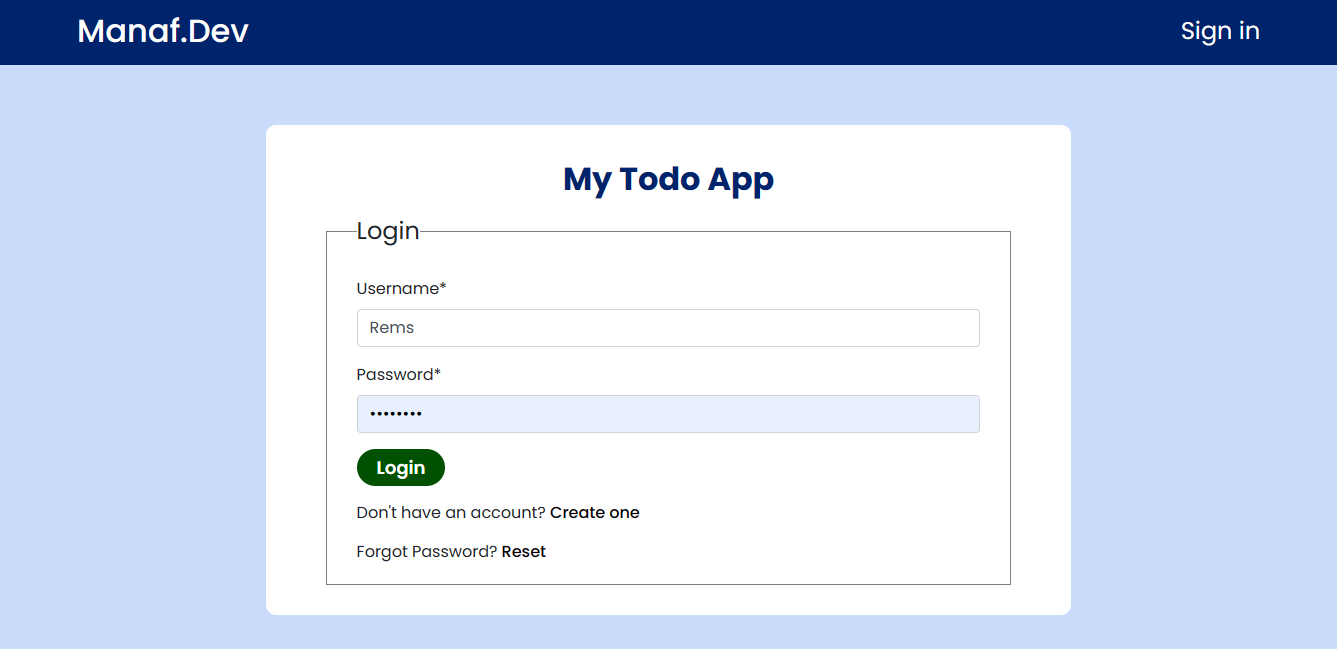 Manaf.Dev
Sign in
My Todo App
Login
Username*
Rems
Password*
••••••••
Login
Don't have an account? Create one
Forgot Password? Reset